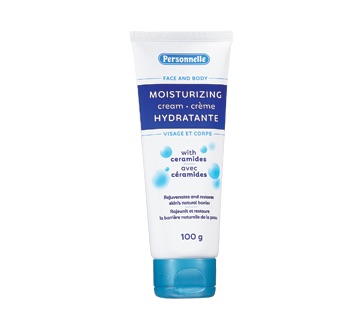 Personnelle
FACE AND BODY
MOISTURIZING
cream • crème
HYDRATANTE
VISAGE ET CORPS
with
ceramides
avec
céramides
Rejuvenates and restores
skin's natural barrier
Rajeunit et restaure
la barrière naturelle de la peau
100 g